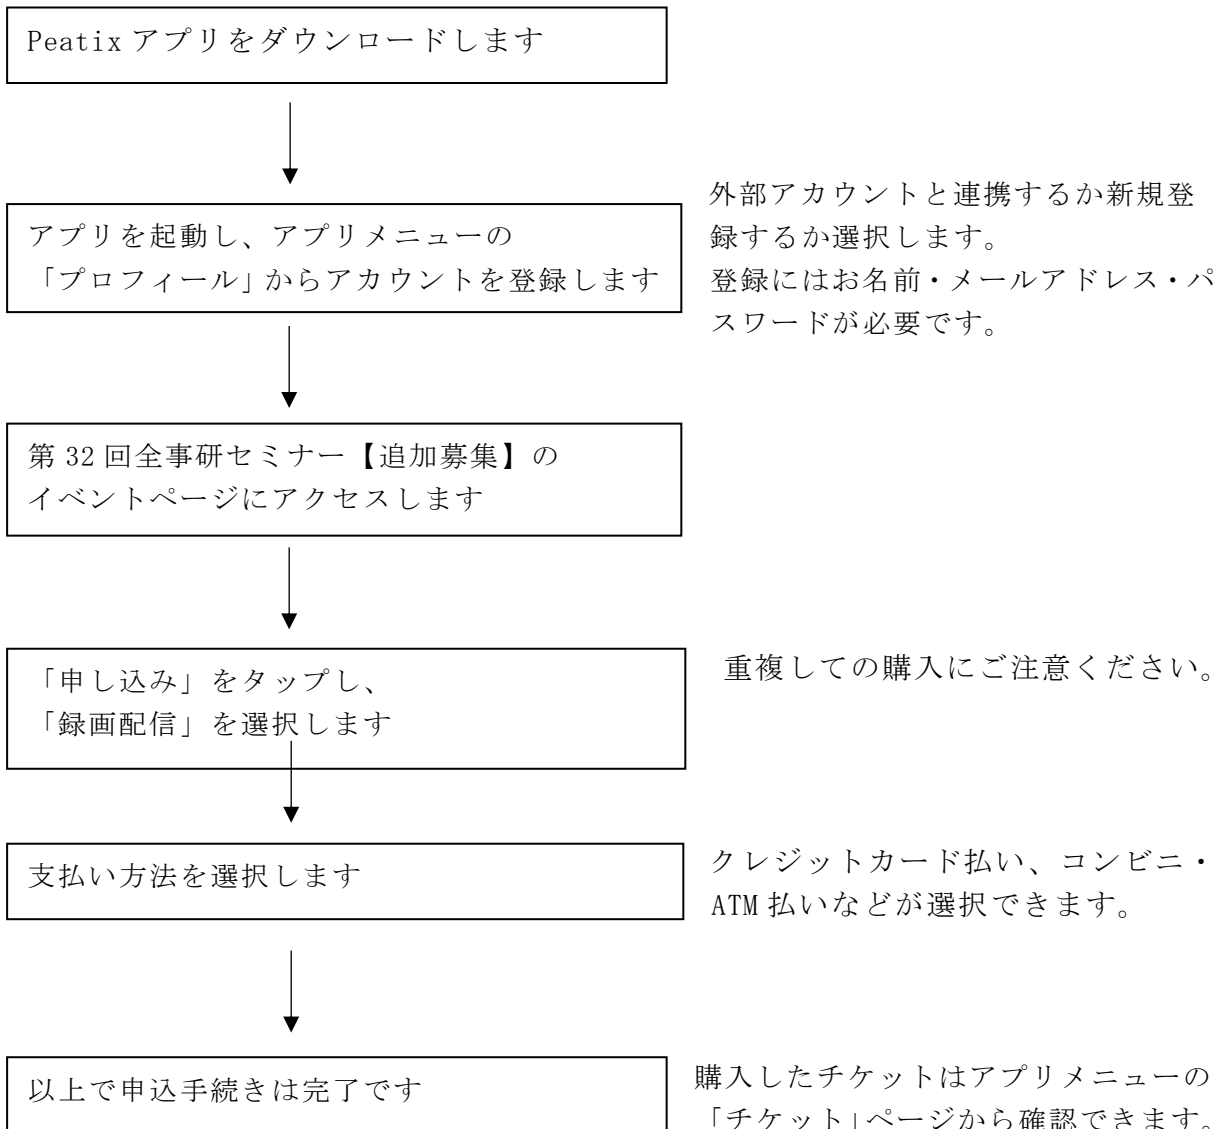 Peatix アプリをダウンロードします
外部アカウントと連携するか新規登
録するか選択します。
登録にはお名前・メールアドレス・パ
スワードが必要です。
アプリを起動し、アプリメニューの
「プロフィール」からアカウントを登録します
第 32 回全事研セミナー【追加募集】の
イベントページにアクセスします
「申し込み」をタップし、
「録画配信」を選択します
重複しての購入にご注意ください。
支払い方法を選択します
クレジットカード払い、コンビニ・
ATM 払いなどが選択できます。
以上で申込手続きは完了です
購入したチケットはアプリメニューの
「チケット」ページから確認できます。